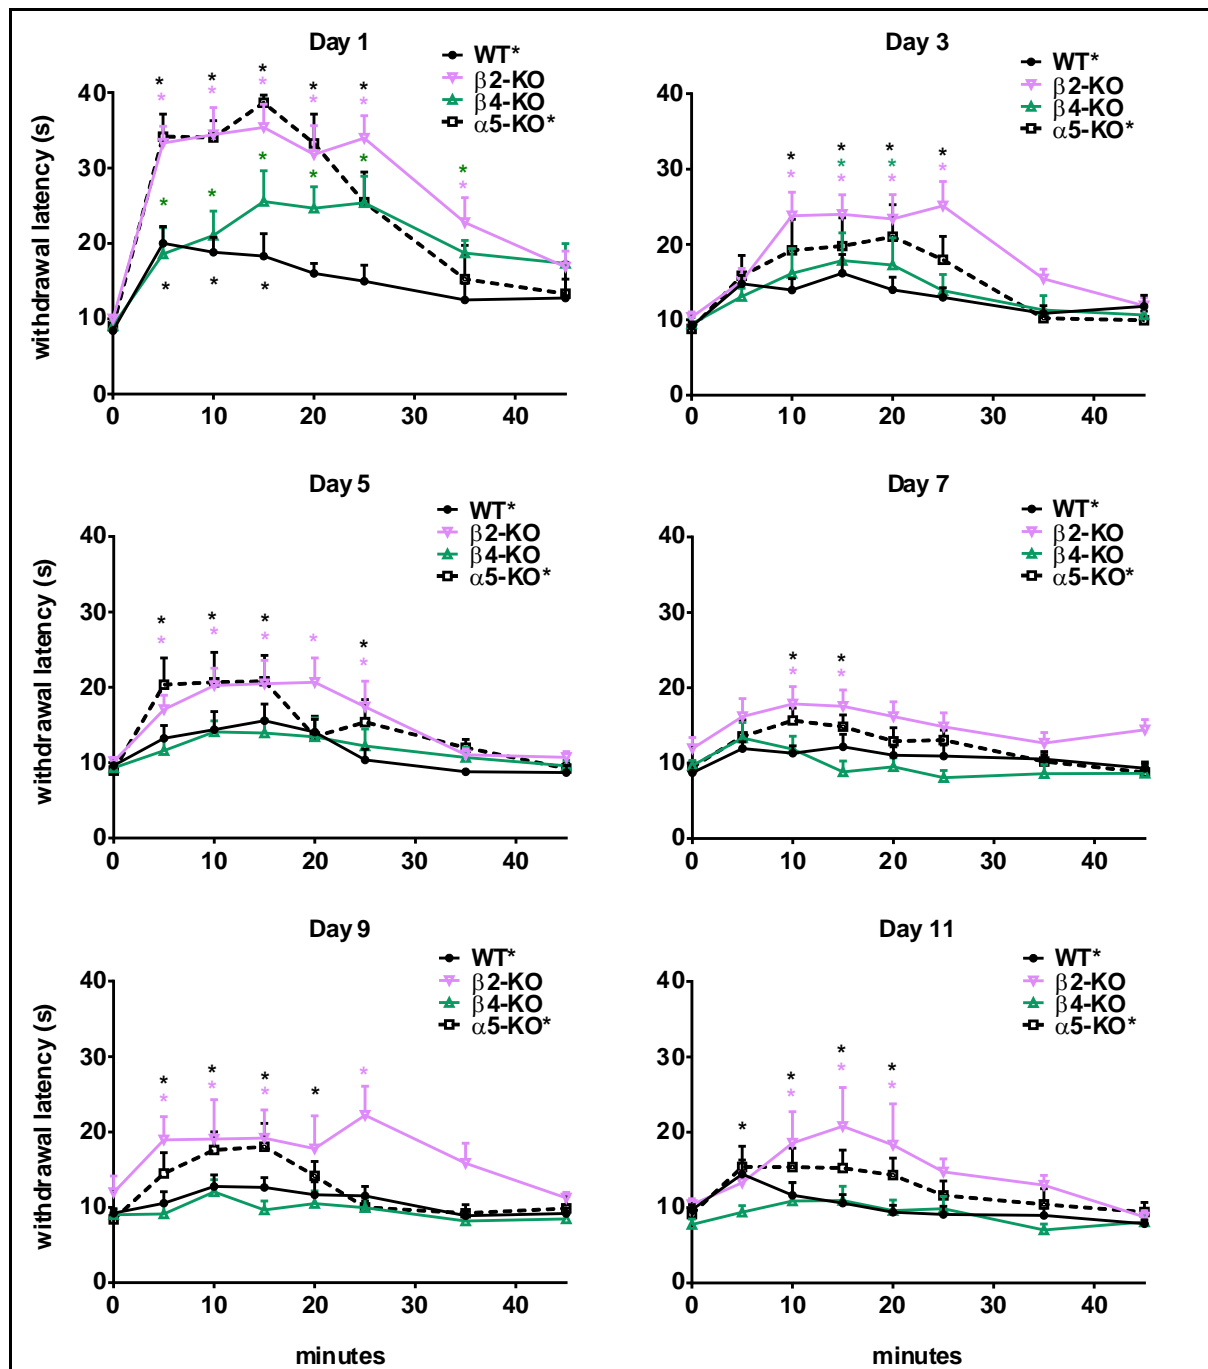 Day 1
WT*
β2-KO
β4-KO
α5-KO*
* * * * *
* * * * *
* * * * * * *
* * *
withdrawal latency (s)
40
30
20
10
0
0 10 20 30 40
Day 3
WT*
β2-KO
β4-KO
α5-KO*
* * * *
* *
* * * *
40
30
20
10
0
0 10 20 30 40
Day 5
WT*
β2-KO
β4-KO
α5-KO*
* * * *
* * * * *
withdrawal latency (s)
40
30
20
10
0
0 10 20 30 40
Day 7
WT*
β2-KO
β4-KO
α5-KO*
* *
* *
40
30
20
10
0
0 10 20 30 40
Day 9
WT*
β2-KO
β4-KO
α5-KO*
* * * *
* * * *
withdrawal latency (s)
40
30
20
10
0
0 10 20 30 40
minutes
Day 11
WT*
β2-KO
β4-KO
α5-KO*
* * * *
* * *
40
30
20
10
0
0 10 20 30 40
minutes